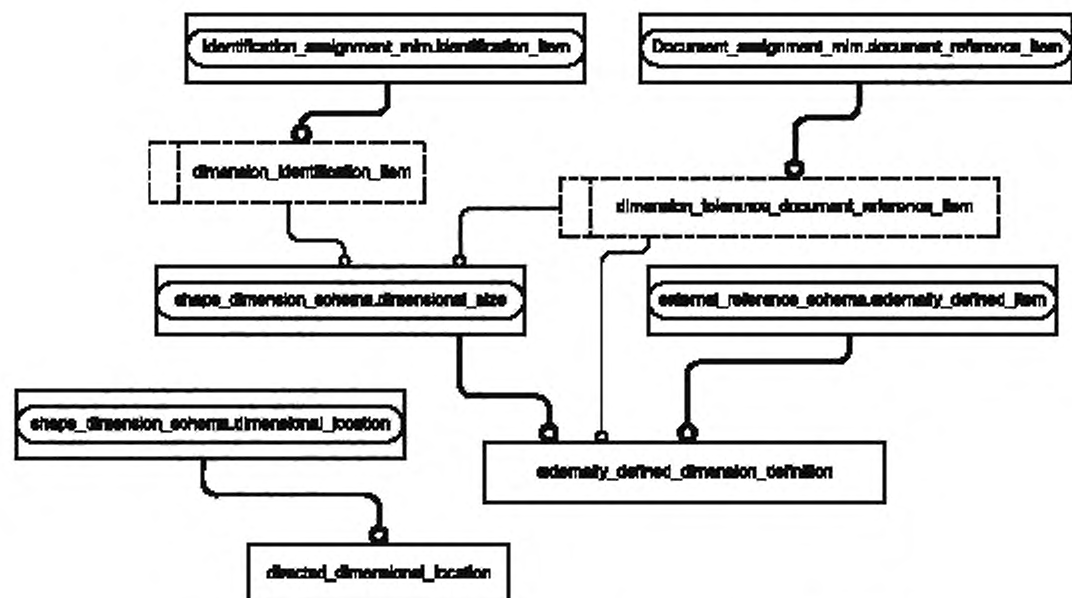 Identification_assignment_mim.identification_item
Document_assignment_mim.document_reference_item
dimension_identification_item
dimension_tolerance_document_reference_item
shape_dimension_schema.dimensional_size
external_reference_schema.externally_defined_item
shape_dimension_schema.dimensional_location
externally_defined_dimension_definition
directed_dimensional_location